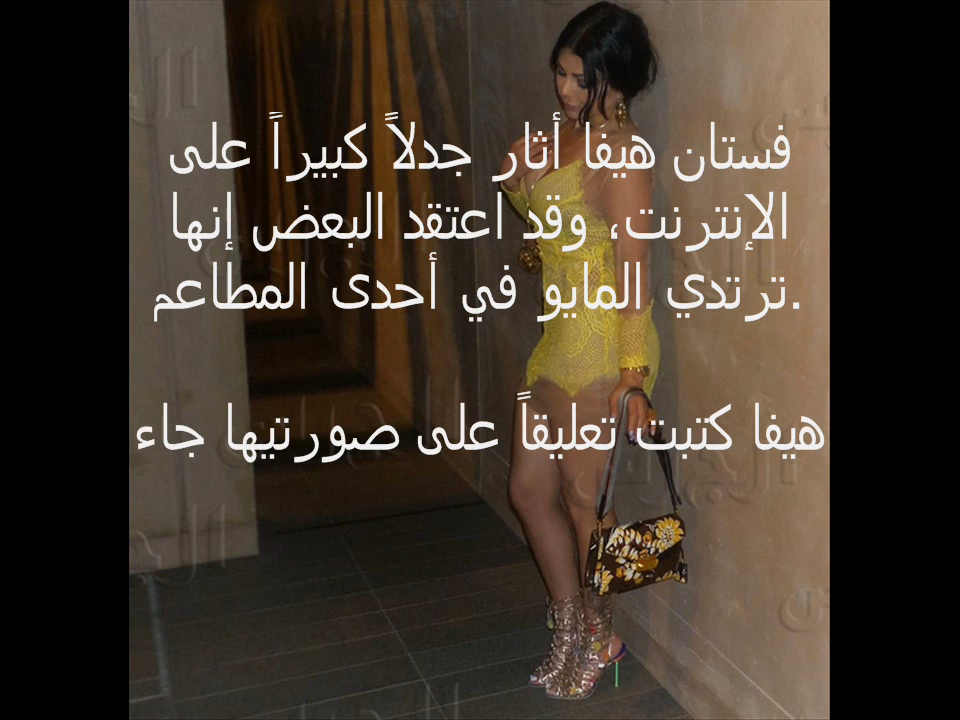 فستان هيفا أثار جدلاً كبيراً على
الإنترنت، وقد اعتقد البعض إنها
ترتدي المايو في أحدى المطاعم.
هيفا كتبت تعليقاً على صورتيها جاء